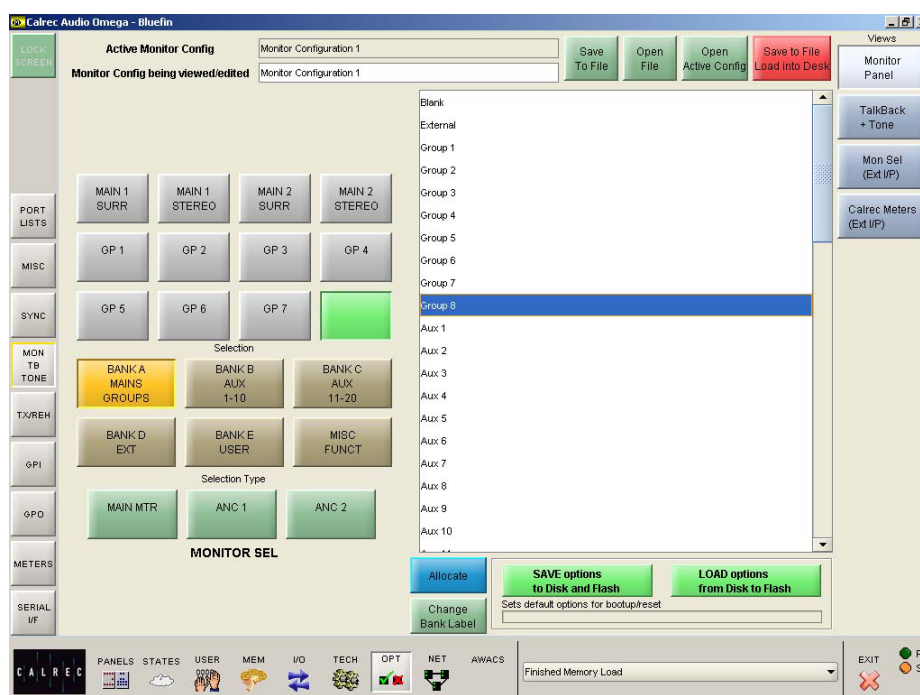 Calrec Audio Omega - Bluefin
LOCK
SCREEN
Active Monitor Config
Monitor Configuration 1
Monitor Config being viewed/edited
Monitor Configuration 1
Save
To File
Open
File
Open
Active Config
Save to File
Load into Desk
Views
Monitor
Panel
TalkBack
+ Tone
Mon Sel
(Ext I/P)
Calrec Meters
(Ext I/P)
PORT
LISTS
MISC
SYNC
MON
TB
TONE
TX/REH
GPI
GPO
METERS
SERIAL
I/F
MAIN 1
SURR
MAIN 1
STEREO
MAIN 2
SURR
MAIN 2
STEREO
GP 1
GP 2
GP 3
GP 4
GP 5
GP 6
GP 7
Selection
BANK A
MAINS
GROUPS
BANK B
AUX
1-10
BANK C
AUX
11-20
BANK D
EXT
BANK E
USER
MISC
FUNCT
Selection Type
MAIN MTR
ANC 1
ANC 2
MONITOR SEL
Blank
External
Group 1
Group 2
Group 3
Group 4
Group 5
Group 6
Group 7
Group 8
Aux 1
Aux 2
Aux 3
Aux 4
Aux 5
Aux 6
Aux 7
Aux 8
Aux 9
Aux 10
Allocate
Change
Bank Label
SAVE options
to Disk and Flash
LOAD options
from Disk to Flash
Sets default options for bootup/reset
CALREC
PANELS
STATES
USER
MEM
I/O
TECH
OPT
NET
AWACS
Finished Memory Load
EXIT